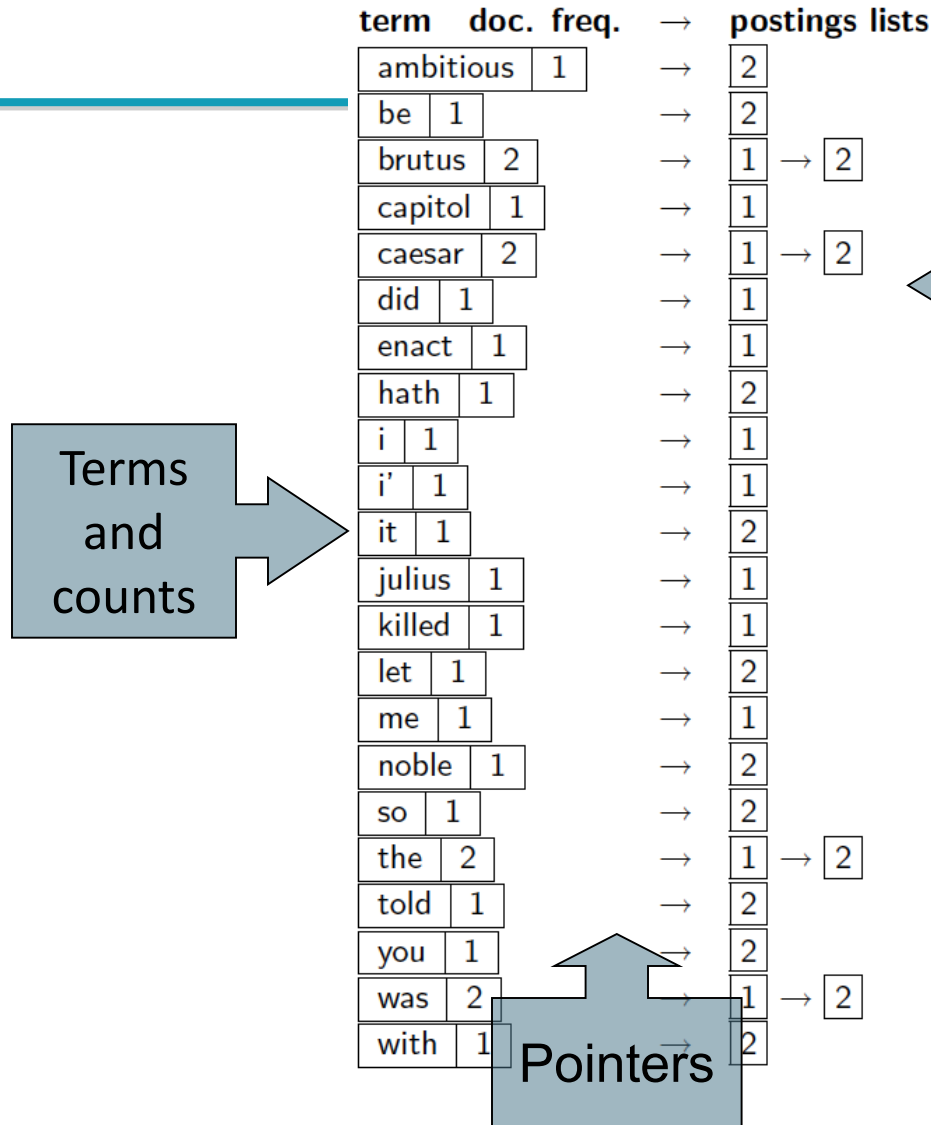 term doc. freq. → postings lists
ambitious 1 → 2
be 1 → 2
brutus 2 → 1 → 2
capitol 1 → 1
caesar 2 → 1 → 2
did 1 → 1
enact 1 → 1
hath 1 → 2
i 1 → 1
i' 1 → 1
it 1 → 2
julius 1 → 1
killed 1 → 1
let 1 → 2
me 1 → 1
noble 1 → 2
so 1 → 2
the 2 → 1 → 2
told 1 → 2
you 1 → 2
was 2 → 1 → 2
with 1 → 2
Terms
and
counts
Pointers